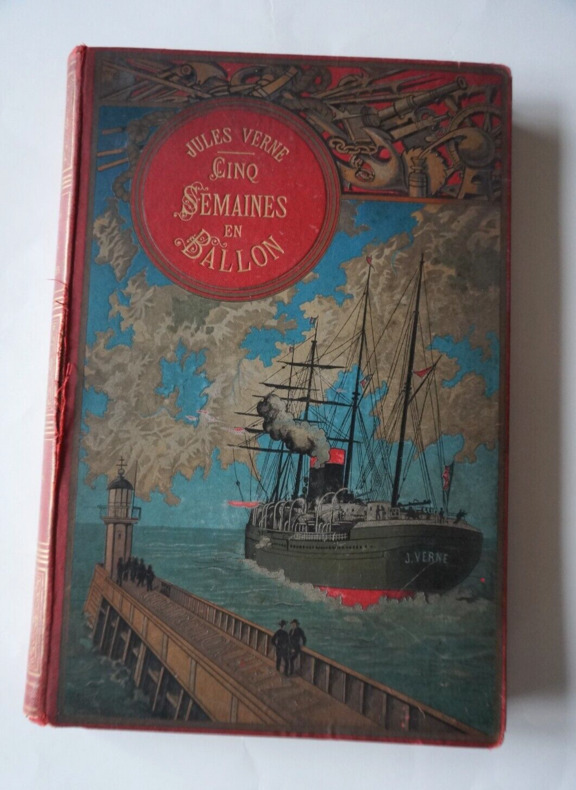 JULES VERNE
CINQ
SEMAINES
EN
BALLON
J. VERNE